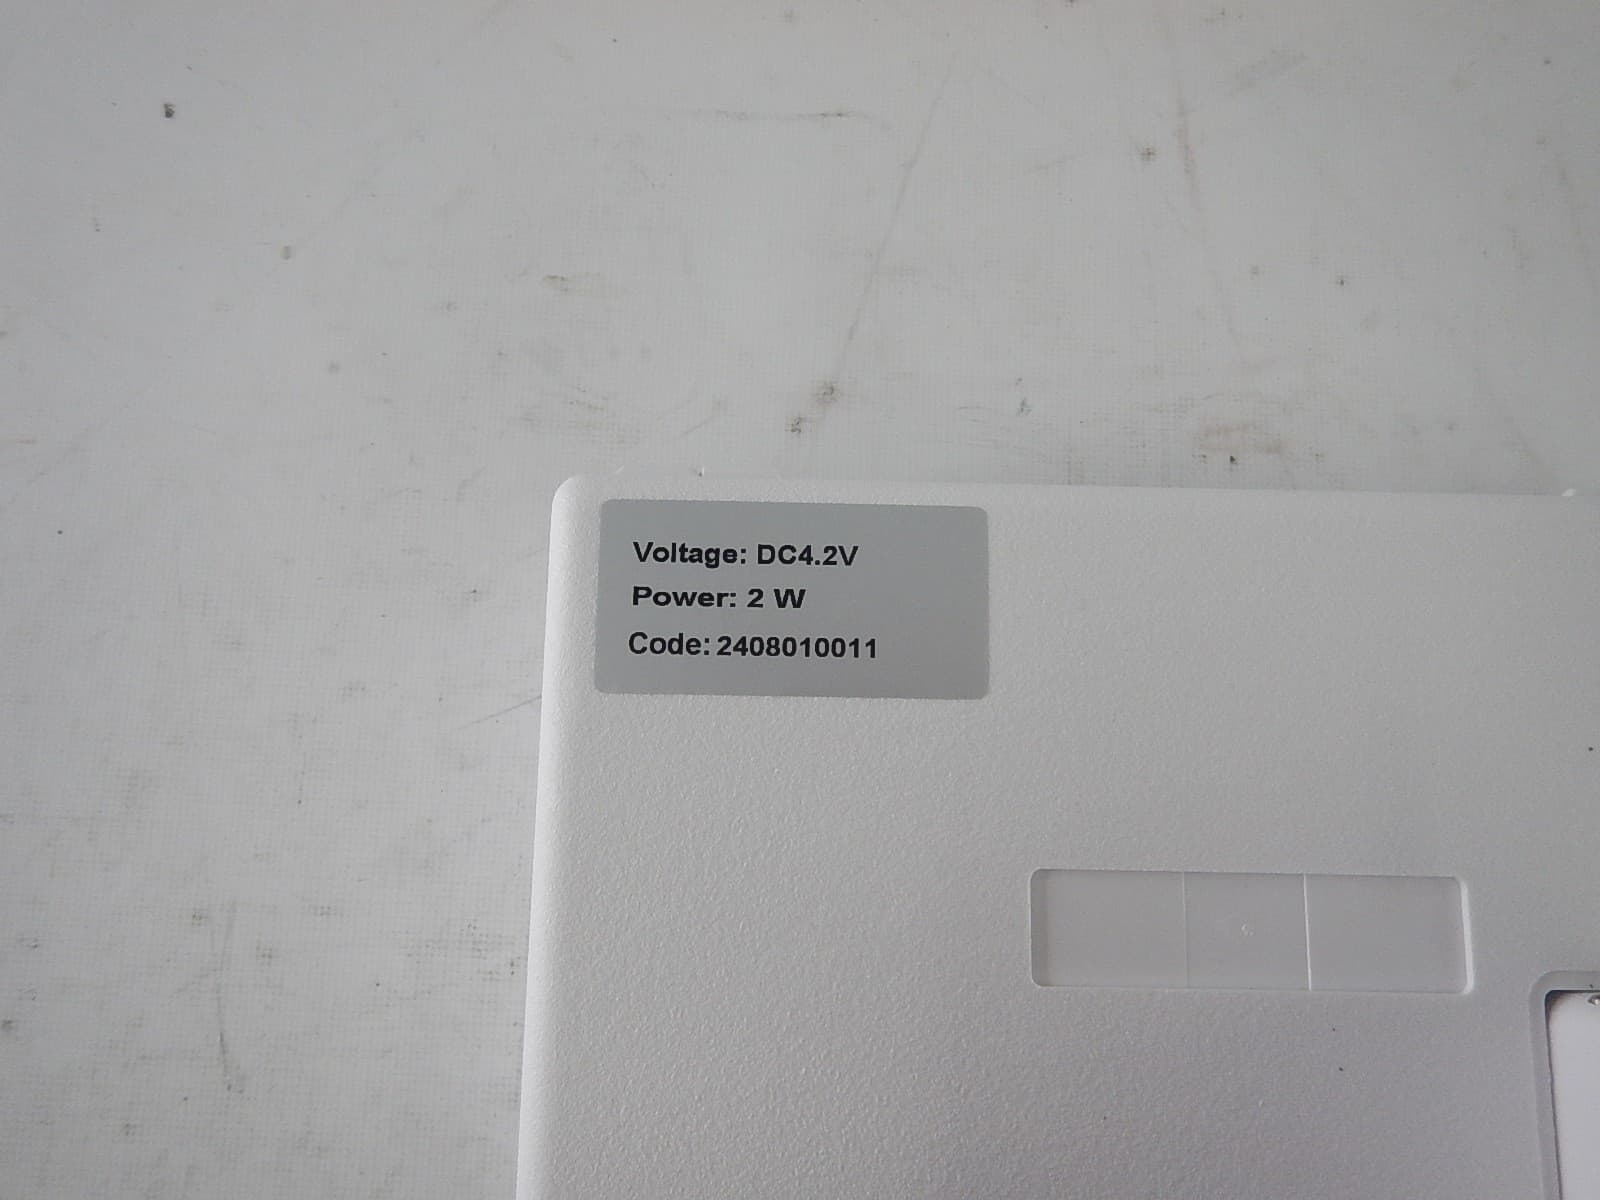 Voltage: DC4.2V
Power: 2 W
Code: 2408010011